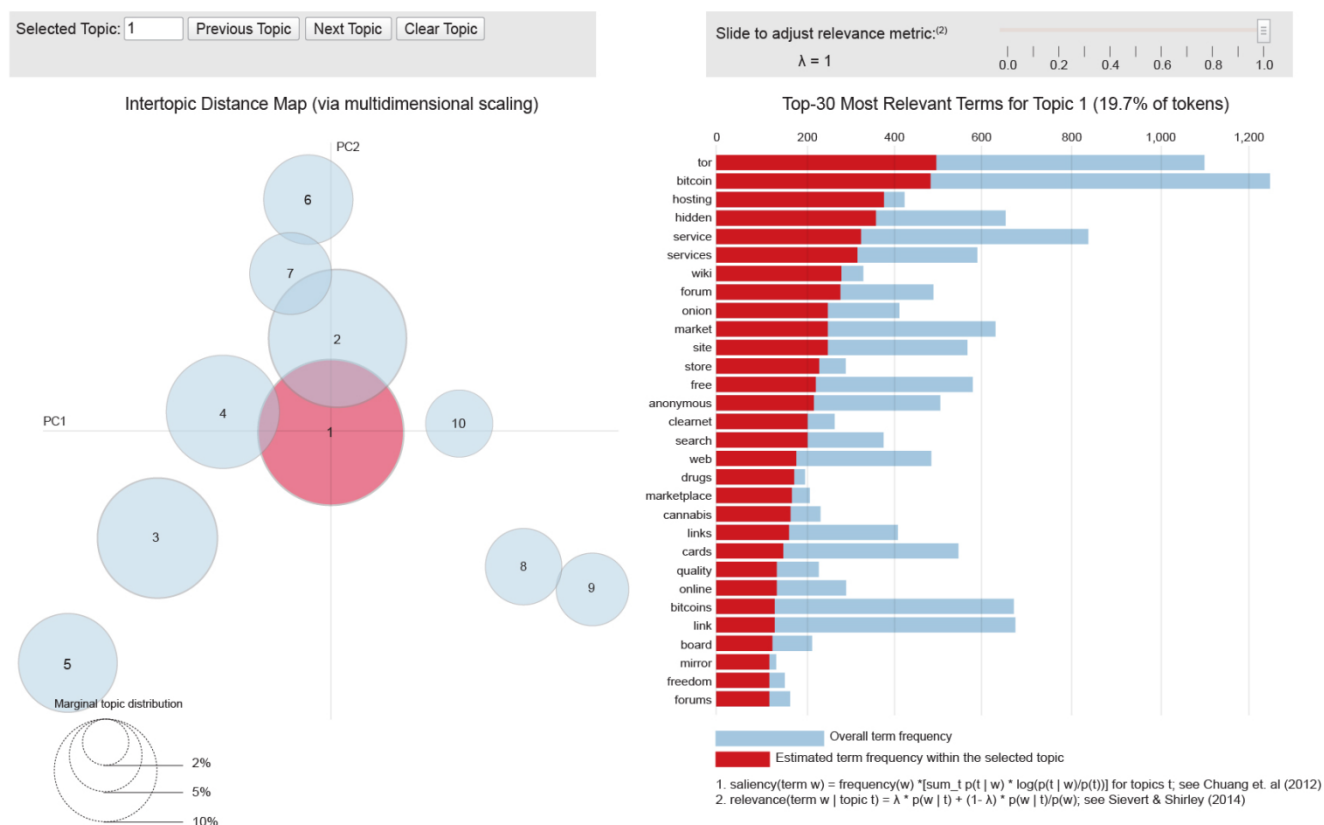 Selected Topic: 1 Previous Topic Next Topic Clear Topic
Slide to adjust relevance metric:(2)
λ = 1
0.0 0.2 0.4 0.6 0.8 1.0
Intertopic Distance Map (via multidimensional scaling)
PC2
PC1
6
7
2
4
1
10
3
8
9
5
Marginal topic distribution
2%
5%
10%
Top-30 Most Relevant Terms for Topic 1 (19.7% of tokens)
0 200 400 600 800 1,000 1,200
tor
bitcoin
hosting
hidden
service
services
wiki
forum
onion
market
site
store
free
anonymous
clearnet
search
web
drugs
marketplace
cannabis
links
cards
quality
online
bitcoins
link
board
mirror
freedom
forums
Overall term frequency
Estimated term frequency within the selected topic
1. saliency(term w) = frequency(w) *[sum_t p(t | w) * log(p(t | w)/p(t))] for topics t; see Chuang et. al (2012)
2. relevance(term w | topic t) = λ * p(w | t) + (1- λ) * p(w | t)/p(w); see Sievert & Shirley (2014)